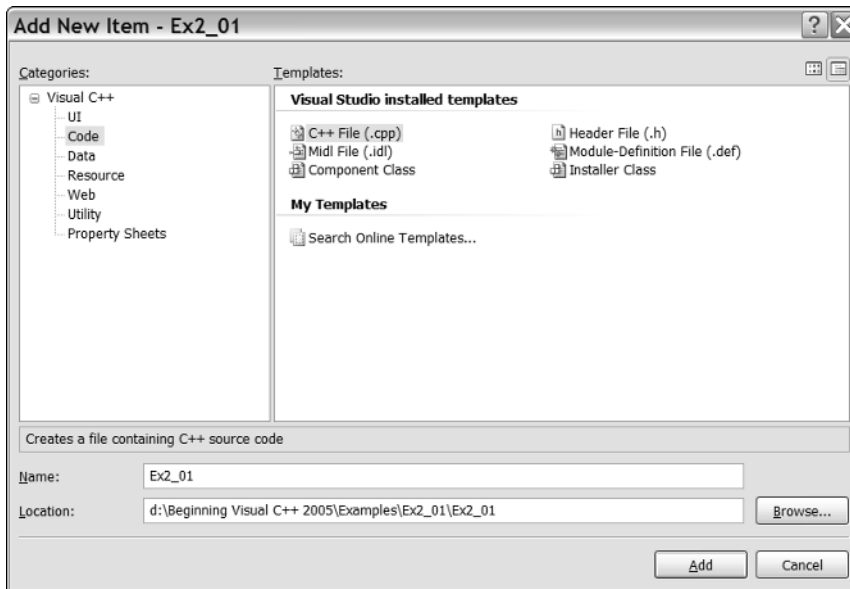 Add New Item - Ex2_01
Categories:
Templates:
Visual C++
UI
Code
Data
Resource
Web
Utility
Property Sheets
Visual Studio installed templates
C++ File (.cpp)
Header File (.h)
Midl File (.idl)
Module-Definition File (.def)
Component Class
Installer Class
My Templates
Search Online Templates...
Creates a file containing C++ source code
Name:
Ex2_01
Location:
d:\Beginning Visual C++ 2005\Examples\Ex2_01\Ex2_01
Browse...
Add
Cancel